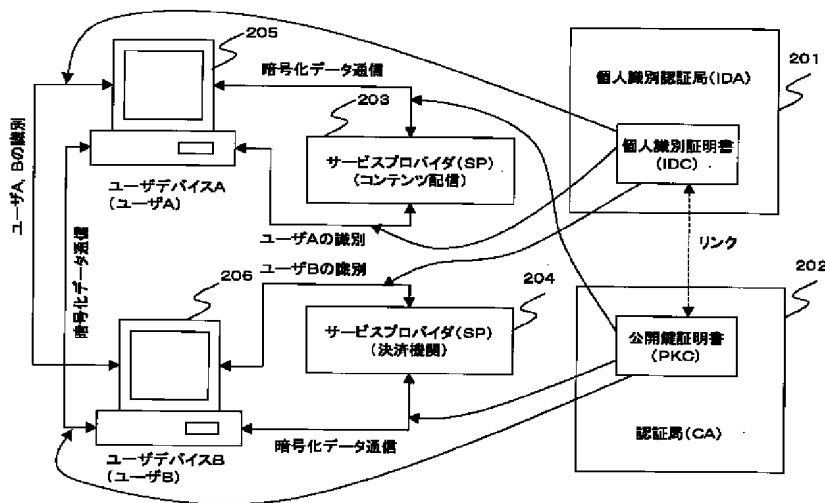 205
暗号化データ通信
203
サービスプロバイダ(SP)
(コンテンツ配信)
個人識別認証局(IDA)
201
個人識別証明書
(IDC)
ユーザA, Bの識別
ユーザデバイスA
(ユーザA)
ユーザAの識別
リンク
暗号化データ通信
206
ユーザBの識別
204
サービスプロバイダ(SP)
(決済機関)
202
公開鍵証明書
(PKC)
認証局(CA)
暗号化データ通信
ユーザデバイスB
(ユーザB)